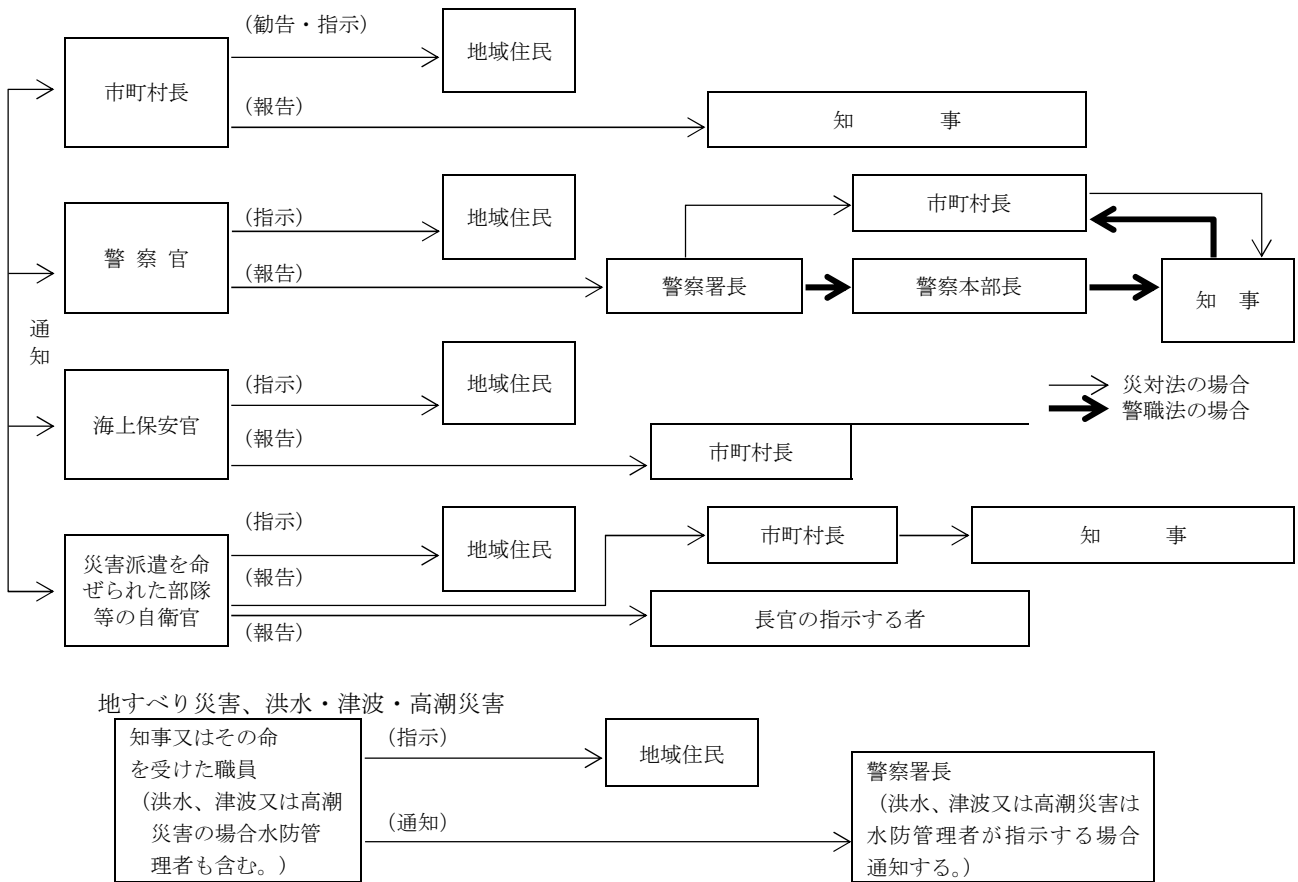 （勧告・指示）
地域住民
市町村長
（報告）
知　　　事
（指示）
地域住民
市町村長
警 察 官
（報告）
警察署長
警察本部長
知　事
通
知
（指示）
地域住民
災対法の場合
警職法の場合
海上保安官
（報告）
市町村長
（指示）
地域住民
市町村長
知　　　事
災害派遣を命
ぜられた部隊
等の自衛官
（報告）
長官の指示する者
（報告）
地すべり災害、洪水・津波・高潮災害
知事又はその命
を受けた職員
（洪水、津波又は高潮
災害の場合水防管
理者も含む。）
（指示）
地域住民
（通知）
警察署長
（洪水、津波又は高潮災害は
水防管理者が指示する場合
通知する。）